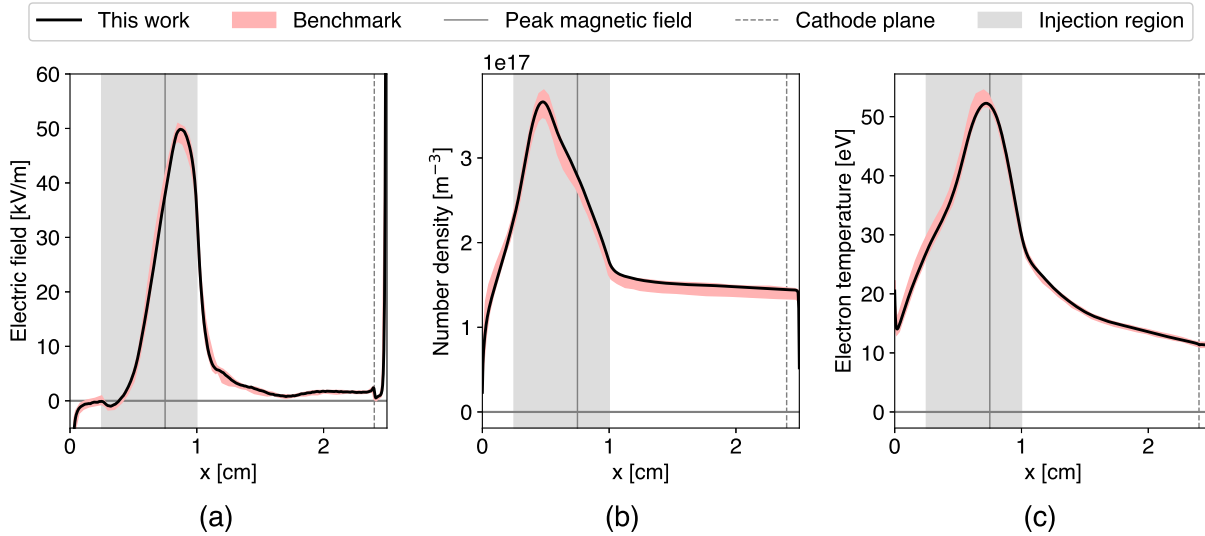 This work
Benchmark
Peak magnetic field
Cathode plane
Injection region
Electric field [kV/m]
60
50
40
30
20
10
0
0
1
2
x [cm]
(a)
1e17
Number density [m⁻³]
3
2
1
0
0
1
2
x [cm]
(b)
Electron temperature [eV]
50
40
30
20
10
0
0
1
2
x [cm]
(c)